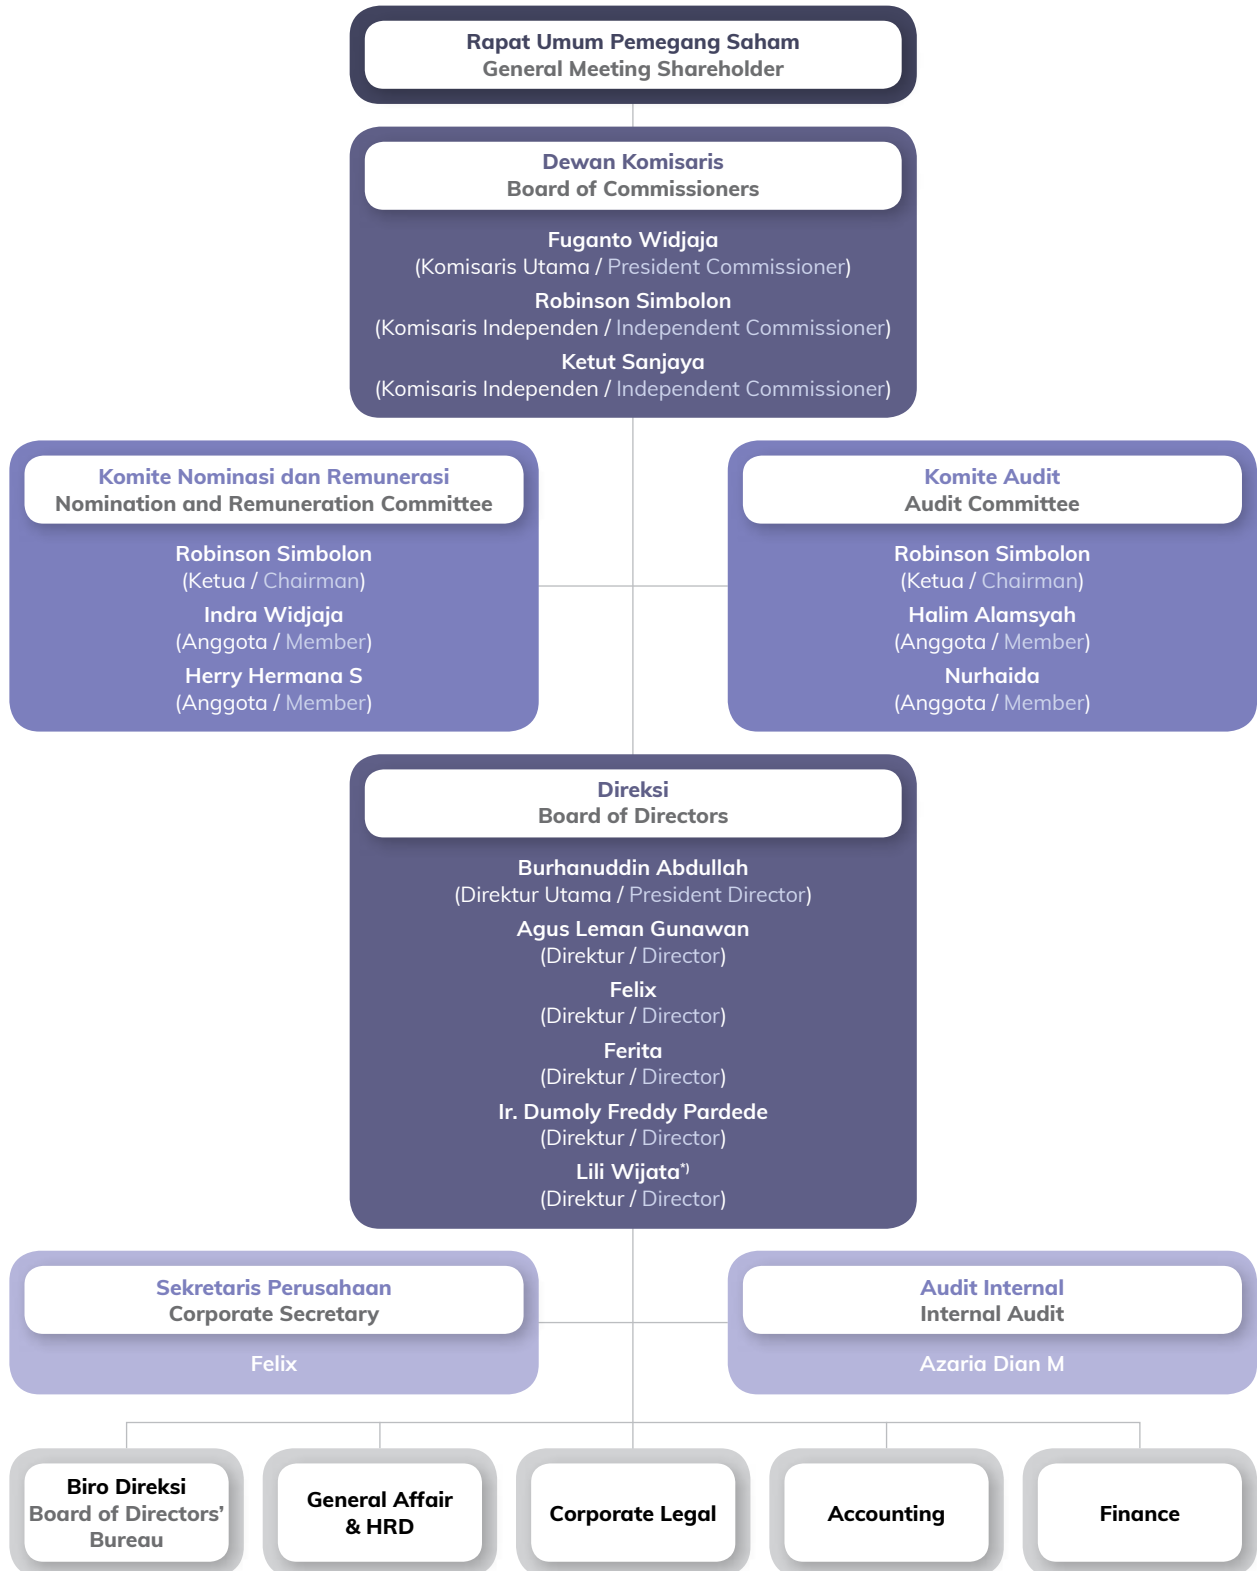 Rapat Umum Pemegang Saham
General Meeting Shareholder
Dewan Komisaris
Board of Commissioners
Fuganto Widjaja
(Komisaris Utama / President Commissioner)
Robinson Simbolon
(Komisaris Independen / Independent Commissioner)
Ketut Sanjaya
(Komisaris Independen / Independent Commissioner)
Komite Nominasi dan Remunerasi
Nomination and Remuneration Committee
Robinson Simbolon
(Ketua / Chairman)
Indra Widjaja
(Anggota / Member)
Herry Hermana S
(Anggota / Member)
Komite Audit
Audit Committee
Robinson Simbolon
(Ketua / Chairman)
Halim Alamsyah
(Anggota / Member)
Nurhaida
(Anggota / Member)
Direksi
Board of Directors
Burhanuddin Abdullah
(Direktur Utama / President Director)
Agus Leman Gunawan
(Direktur / Director)
Felix
(Direktur / Director)
Ferita
(Direktur / Director)
Ir. Dumoly Freddy Pardede
(Direktur / Director)
Lili Wijata*)
(Direktur / Director)
Sekretaris Perusahaan
Corporate Secretary
Felix
Audit Internal
Internal Audit
Azaria Dian M
Biro Direksi
Board of Directors'
Bureau
General Affair
& HRD
Corporate Legal
Accounting
Finance